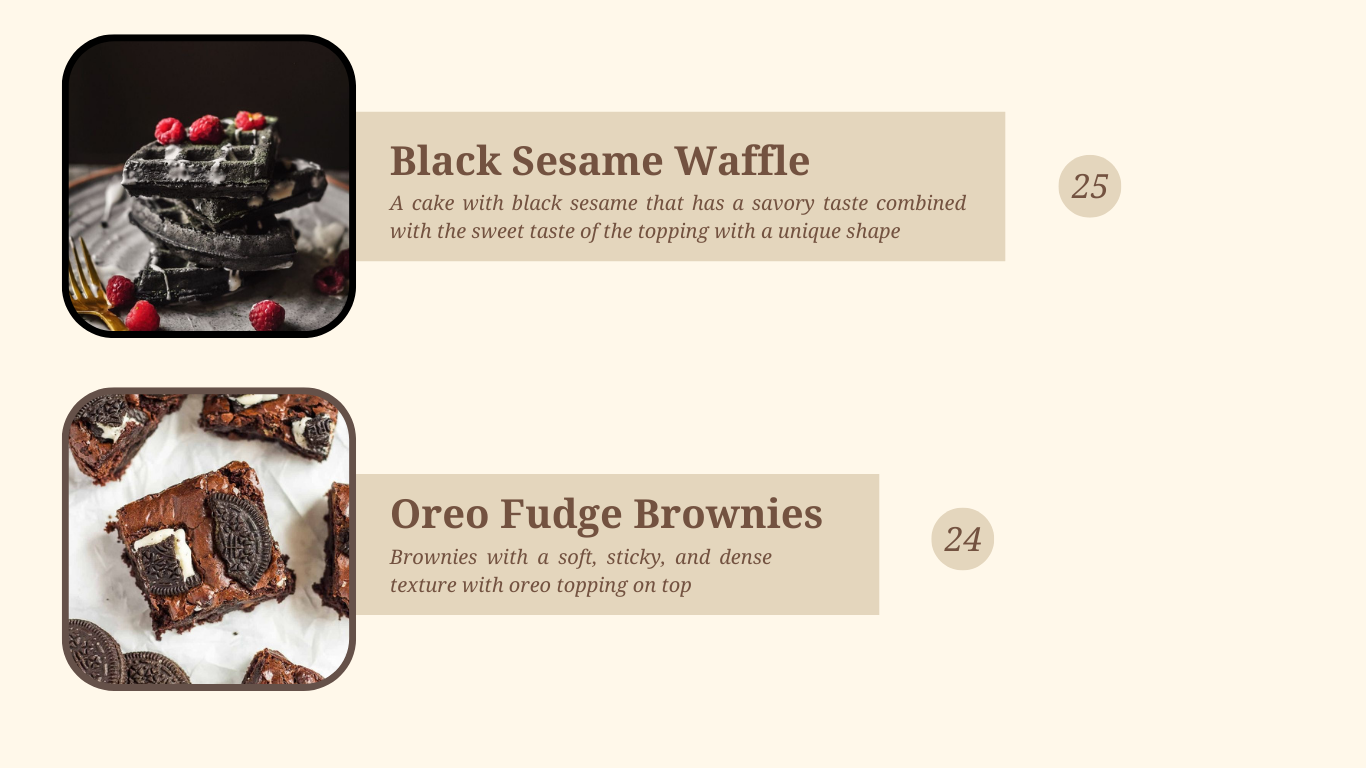 Black Sesame Waffle
A cake with black sesame that has a savory taste combined
with the sweet taste of the topping with a unique shape
25
Oreo Fudge Brownies
Brownies with a soft, sticky, and dense
texture with oreo topping on top
24